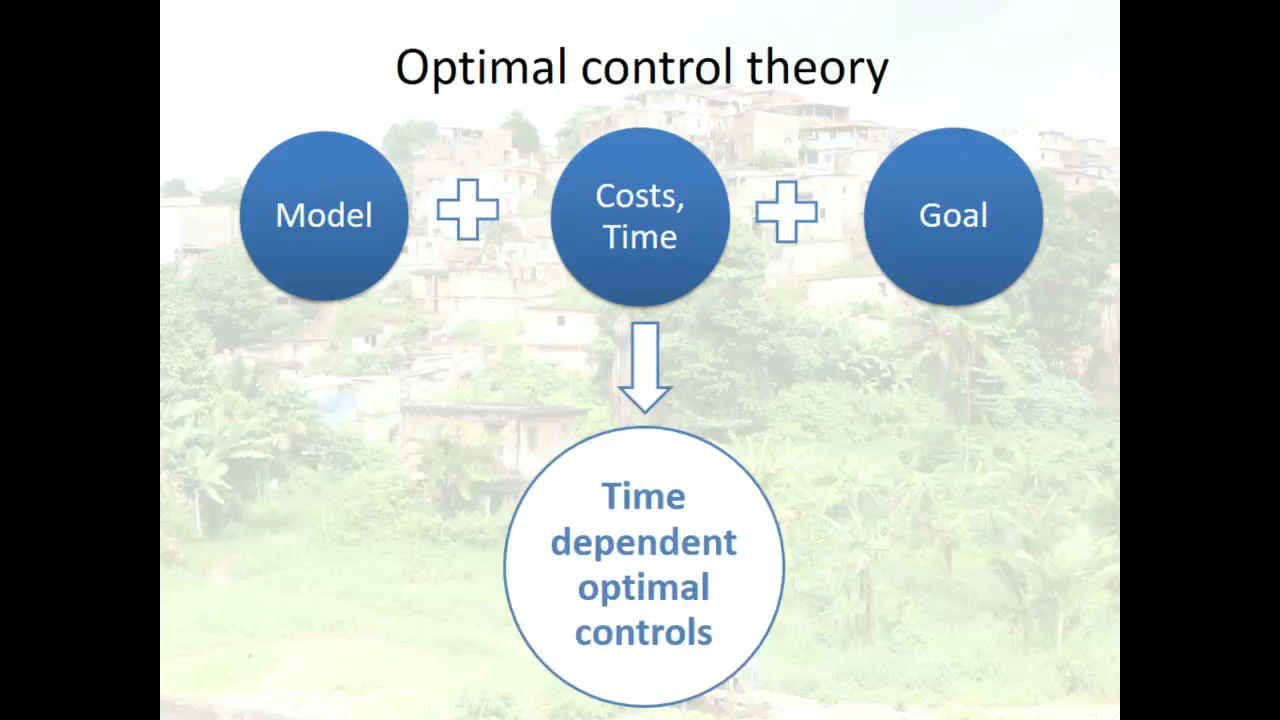 Optimal control theory
Model
Costs,
Time
Goal
Time
dependent
optimal
controls